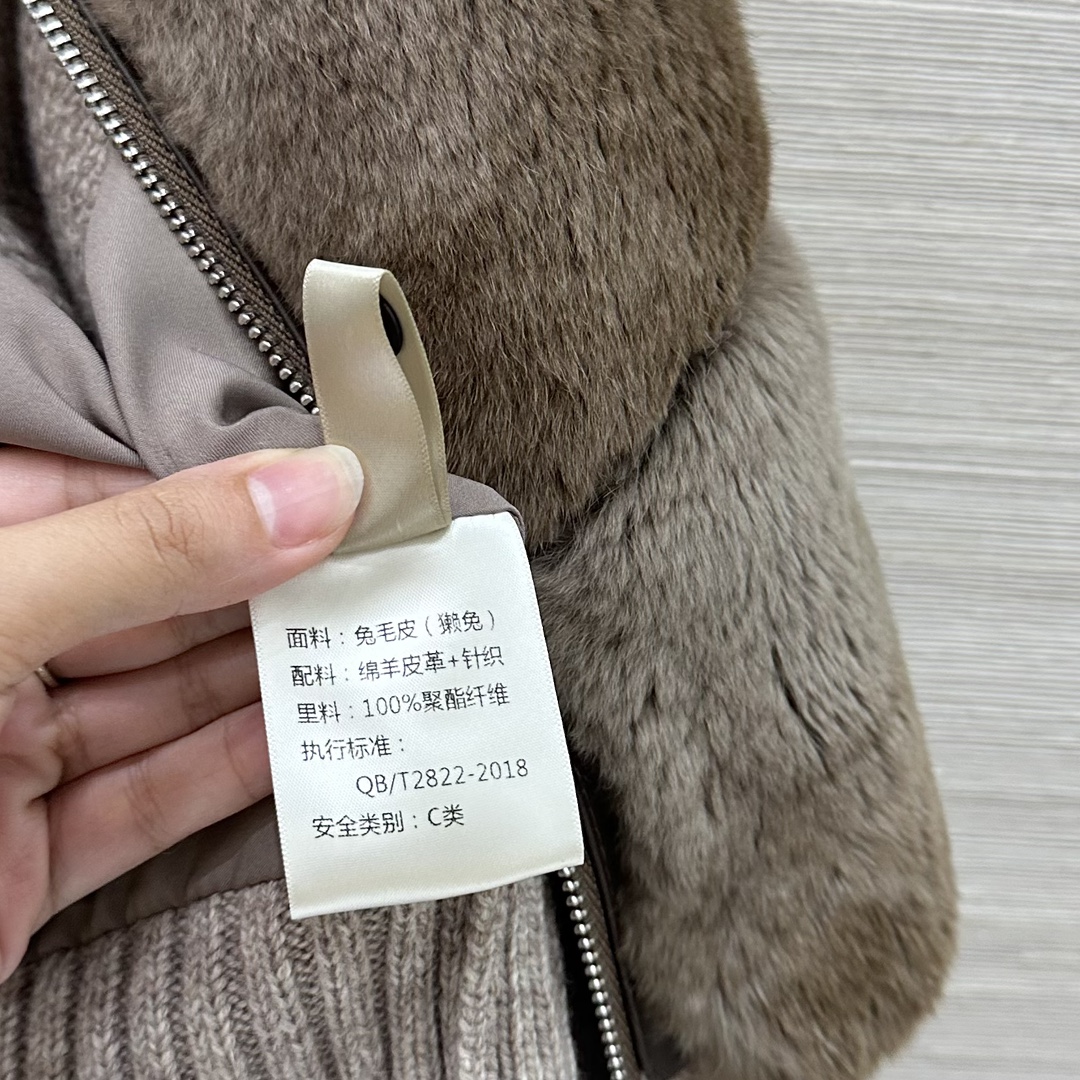 面料：兔毛皮（獭兔）
配料：绵羊皮革+针织
里料：100%聚酯纤维
执行标准：
QB/T2822-2018
安全类别：C类